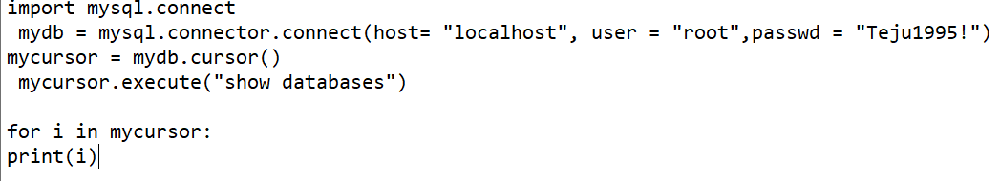 import mysql.connect
 mydb = mysql.connector.connect(host= "localhost", user = "root",passwd = "Teju1995!")
mycursor = mydb.cursor()
 mycursor.execute("show databases")

for i in mycursor:
print(i)